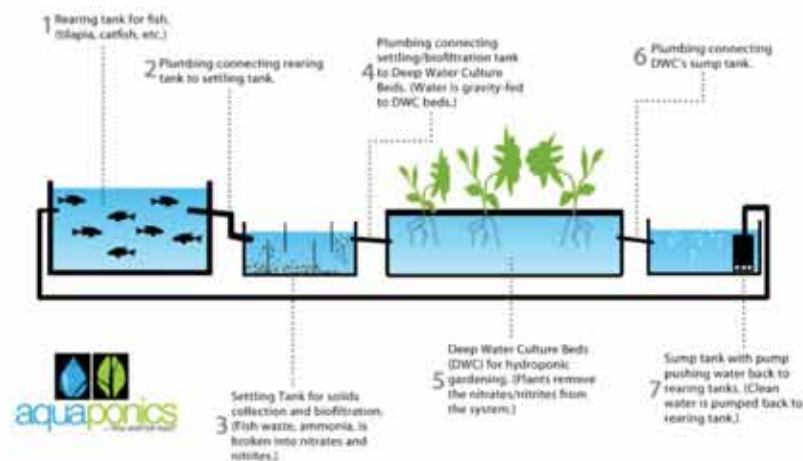 1 Rearing tank for fish.
(tilapia, catfish, etc.)
2 Plumbing connecting rearing
tank to settling tank.
Plumbing connecting
settling/biofiltration tank
4 to Deep Water Culture
Beds. (Water is gravity-fed
to DWC beds.)
6 Plumbing connecting
DWC's sump tank.
Settling Tank for solids
collection and biofiltration.
3 (Fish waste, ammonia, is
broken into nitrates and
nitrites.)
Deep Water Culture Beds
(DWC) for hydroponic
5 gardening. (Plants remove
the nitrates/nitrites from
the system.)
Sump tank with pump
pushing water back to
7 rearing tanks. (Clean
water is pumped back to
rearing tank.)
aquaponics